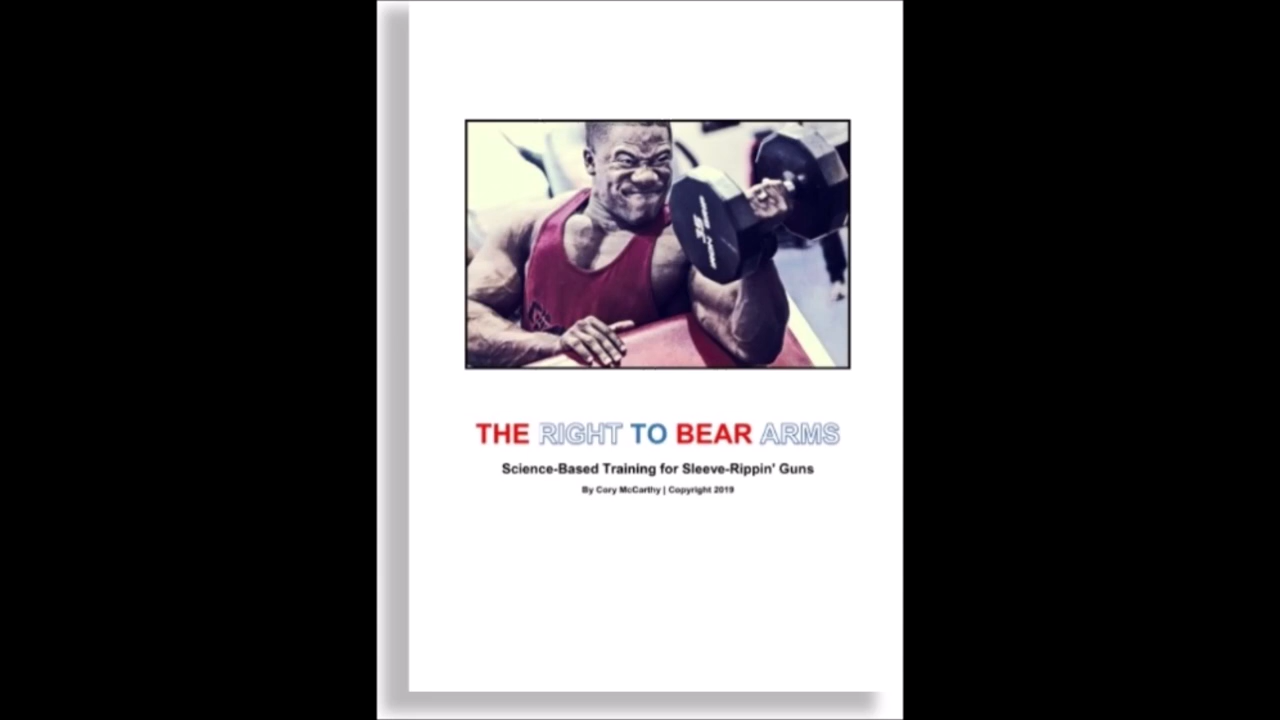 THE RIGHT TO BEAR ARMS
Science-Based Training for Sleeve-Rippin' Guns
By Cory McCarthy | Copyright 2019